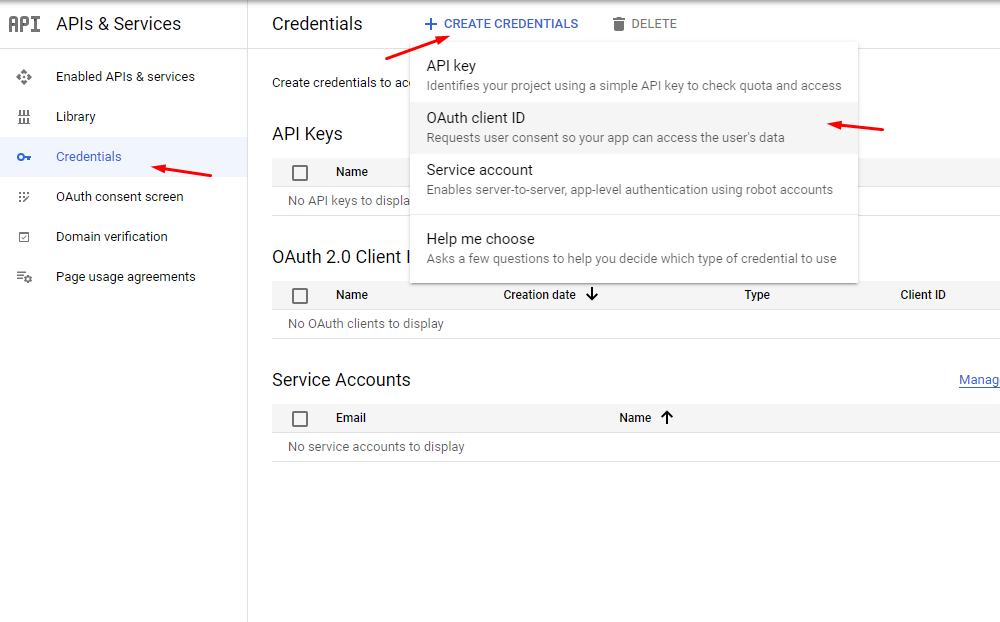 API APIs & Services
Credentials
CREATE CREDENTIALS
DELETE
Enabled APIs & services
Library
Credentials
OAuth consent screen
Domain verification
Page usage agreements
Create credentials to
API key
Identifies your project using a simple API key to check quota and access
OAuth client ID
Requests user consent so your app can access the user's data
Service account
Enables server-to-server, app-level authentication using robot accounts
Help me choose
Asks a few questions to help you decide which type of credential to use
API Keys
Name
No API keys to displa
OAuth 2.0 Client
Name Creation date Type Client ID
No OAuth clients to display
Service Accounts
Manag
Email Name
No service accounts to display